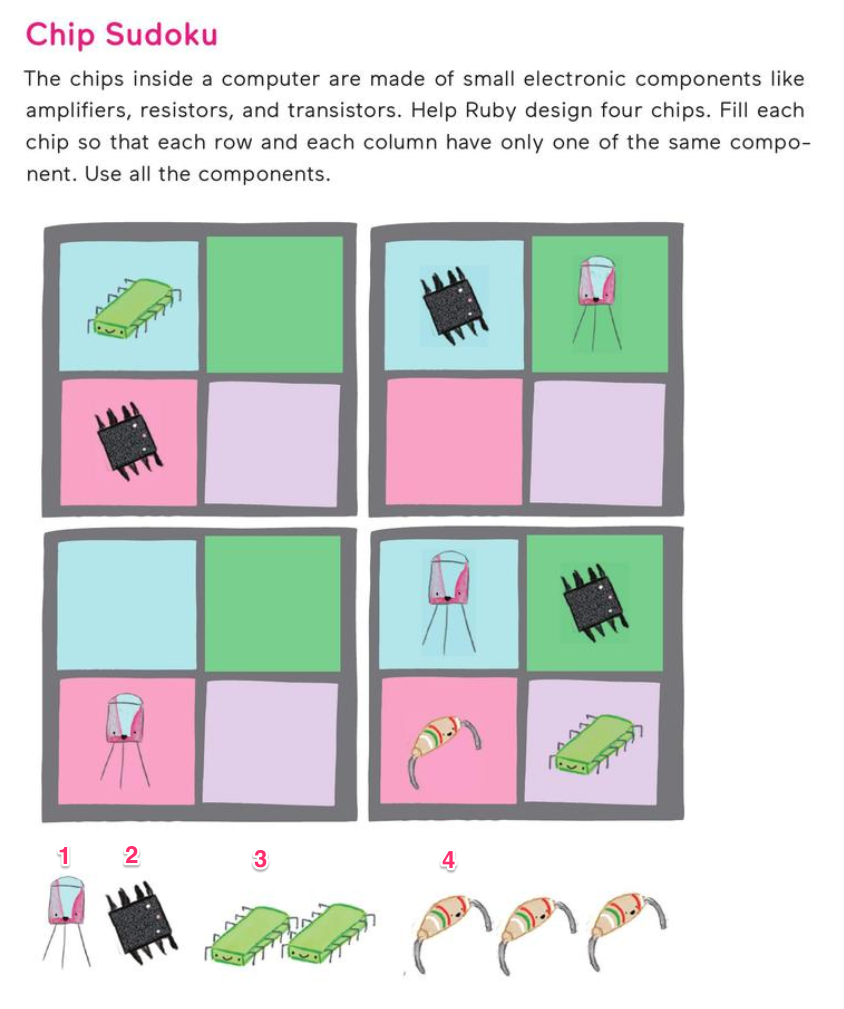 Chip Sudoku
The chips inside a computer are made of small electronic components like
amplifiers, resistors, and transistors. Help Ruby design four chips. Fill each
chip so that each row and each column have only one of the same compo-
nent. Use all the components.
1 2 3 4